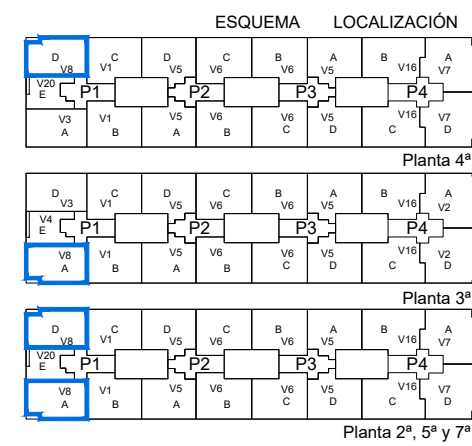 ESQUEMA LOCALIZACIÓN
D C D C B A B A
V8 V1 V5 V6 V6 V5 V16 V7
V20
E P1 P2 P3 P4
V3 V1 V5 V6 V6 V5 V16 V7
A B A B C D C D
Planta 4ª
D C D C B A B A
V3 V1 V5 V6 V6 V5 V16 V2
V4
E P1 P2 P3 P4
V8 V1 V5 V6 V6 V5 V16 V2
A B A B C D C D
Planta 3ª
D C D C B A B A
V8 V1 V5 V6 V6 V5 V16 V7
V20
E P1 P2 P3 P4
V8 V1 V5 V6 V6 V5 V16 V7
A B A B C D C D
Planta 2ª, 5ª y 7ª